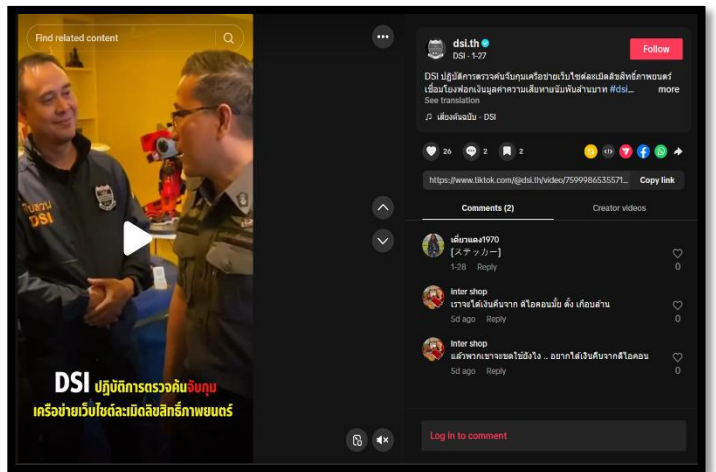 Find related content
dsi.th
DSI · 1-27
Follow
DSI ปฏิบัติการตรวจค้นจับกุมเครือข่ายเว็บไซต์ละเมิดลิขสิทธิ์ภาพยนตร์
เชื่อมโยงฟอกเงินมูลค่าความเสียหายนับพันล้านบาท #dsi... more
See translation
เสียงต้นฉบับ - DSI
26 2 2
https://www.tiktok.com/@dsi.th/video/7599986535571... Copy link
Comments (2) Creator videos
เดี่ยวแดง1970
[ステッカー]
1-28 Reply
0
inter shop
เราจะได้เงินคืนจาก ดีไอคอนมั้ย ตั้ง เกือบล้าน
5d ago Reply
0
inter shop
แล้วพวกเขาจะชดใช้ยังไง .. อยากได้เงินคืนจากดีไอคอน
5d ago Reply
0
Log in to comment
DSI
DSI ปฏิบัติการตรวจค้นจับกุม
เครือข่ายเว็บไซต์ละเมิดลิขสิทธิ์ภาพยนตร์